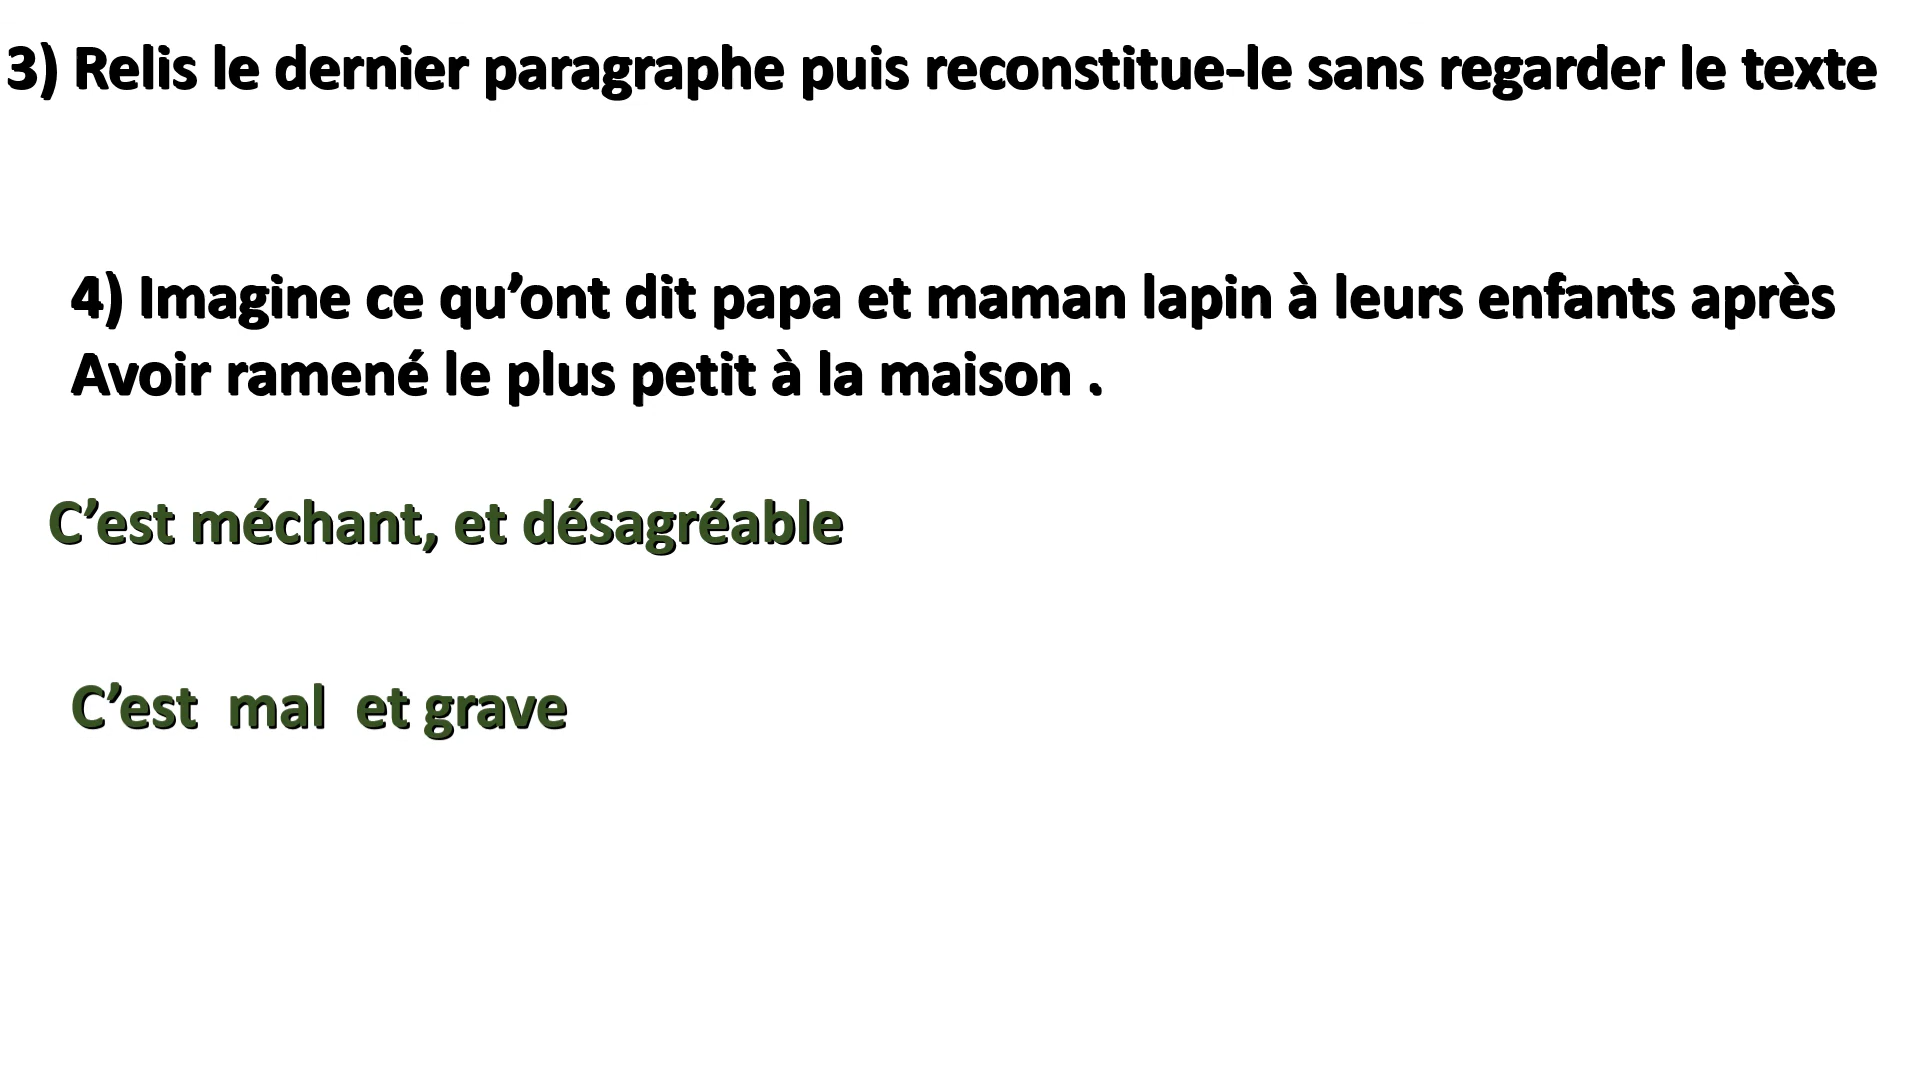 3) Relis le dernier paragraphe puis reconstitue-le sans regarder le texte
4) Imagine ce qu’ont dit papa et maman lapin à leurs enfants après
Avoir ramené le plus petit à la maison .
C’est méchant, et désagréable
C’est mal et grave